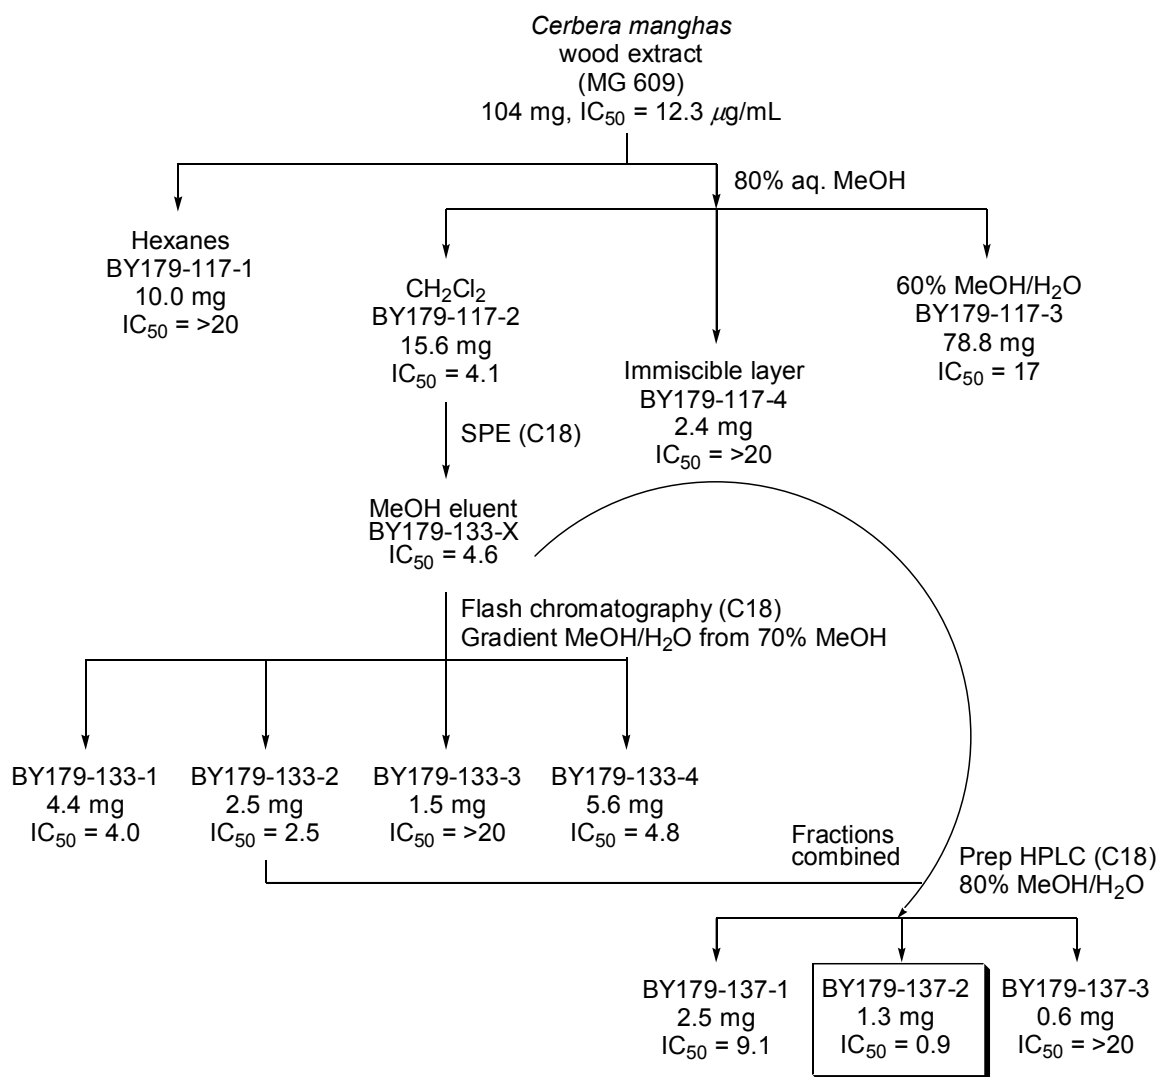 Cerbera manghas
wood extract
(MG 609)
104 mg, IC50 = 12.3 µg/mL
80% aq. MeOH
Hexanes
BY179-117-1
10.0 mg
IC50 = >20
CH2Cl2
BY179-117-2
15.6 mg
IC50 = 4.1
Immiscible layer
BY179-117-4
2.4 mg
IC50 = >20
60% MeOH/H2O
BY179-117-3
78.8 mg
IC50 = 17
SPE (C18)
MeOH eluent
BY179-133-X
IC50 = 4.6
Flash chromatography (C18)
Gradient MeOH/H2O from 70% MeOH
BY179-133-1
4.4 mg
IC50 = 4.0
BY179-133-2
2.5 mg
IC50 = 2.5
BY179-133-3
1.5 mg
IC50 = >20
BY179-133-4
5.6 mg
IC50 = 4.8
Fractions
combined
Prep HPLC (C18)
80% MeOH/H2O
BY179-137-1
2.5 mg
IC50 = 9.1
BY179-137-2
1.3 mg
IC50 = 0.9
BY179-137-3
0.6 mg
IC50 = >20